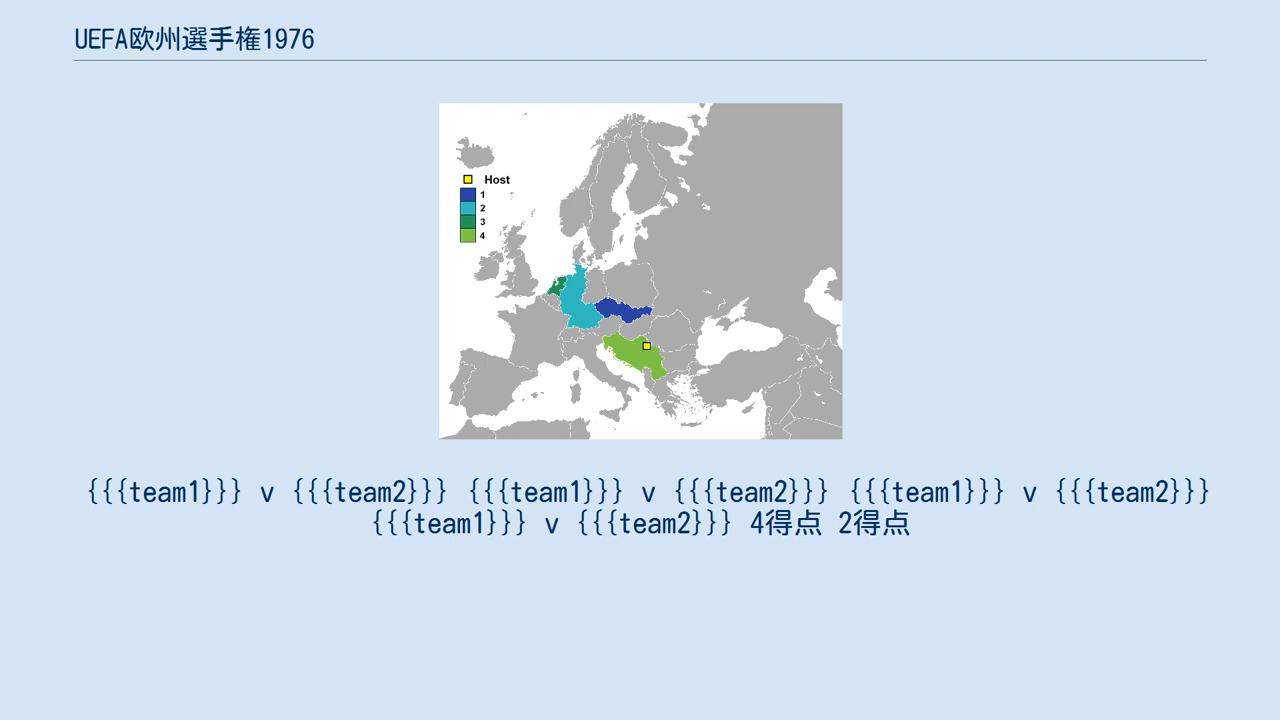 UEFA欧州選手権1976
Host
1
2
3
4
{{{team1}}} v {{{team2}}} {{{team1}}} v {{{team2}}} {{{team1}}} v {{{team2}}}
{{{team1}}} v {{{team2}}} 4得点 2得点